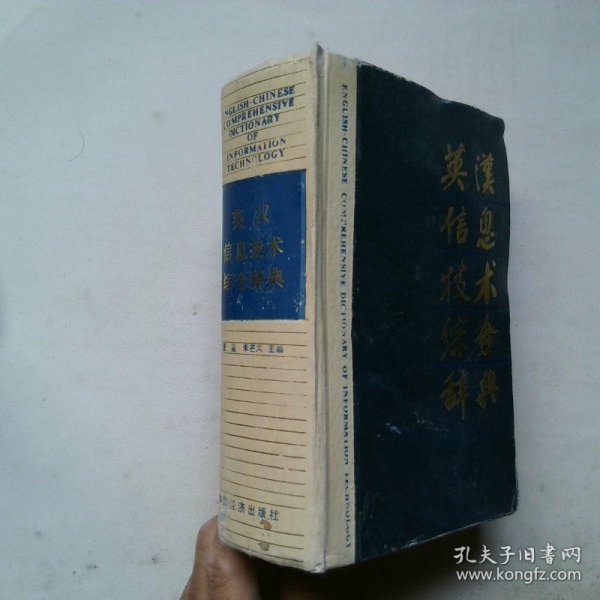 ENGLISH-CHINESE
COMPREHENSIVE
DICTIONARY
OF
INFORMATION
TECHNOLOGY
英汉
信息技术
综合辞典
主编
经济出版社
ENGLISH-CHINESE COMPREHENSIVE DICTIONARY OF INFORMATION TECHNOLOGY
英漢
信息
技术
综合
辞典
孔夫子旧书网
www.kongfz.com